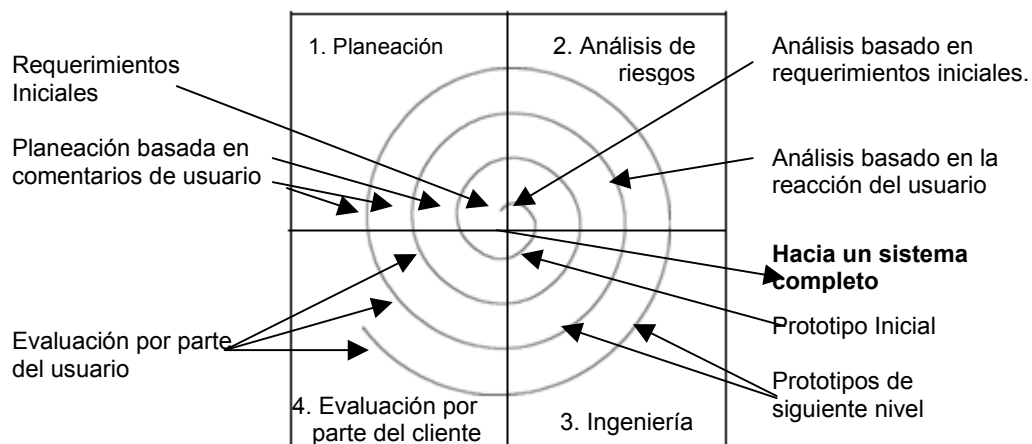 1. Planeación
2. Análisis de
riesgos
Requerimientos
Iniciales
Planeación basada en
comentarios de usuario
Evaluación por parte
del usuario
Análisis basado en
requerimientos iniciales.
Análisis basado en la
reacción del usuario
Hacia un sistema
completo
Prototipo Inicial
Prototipos de
siguiente nivel
4. Evaluación por
parte del cliente
3. Ingeniería